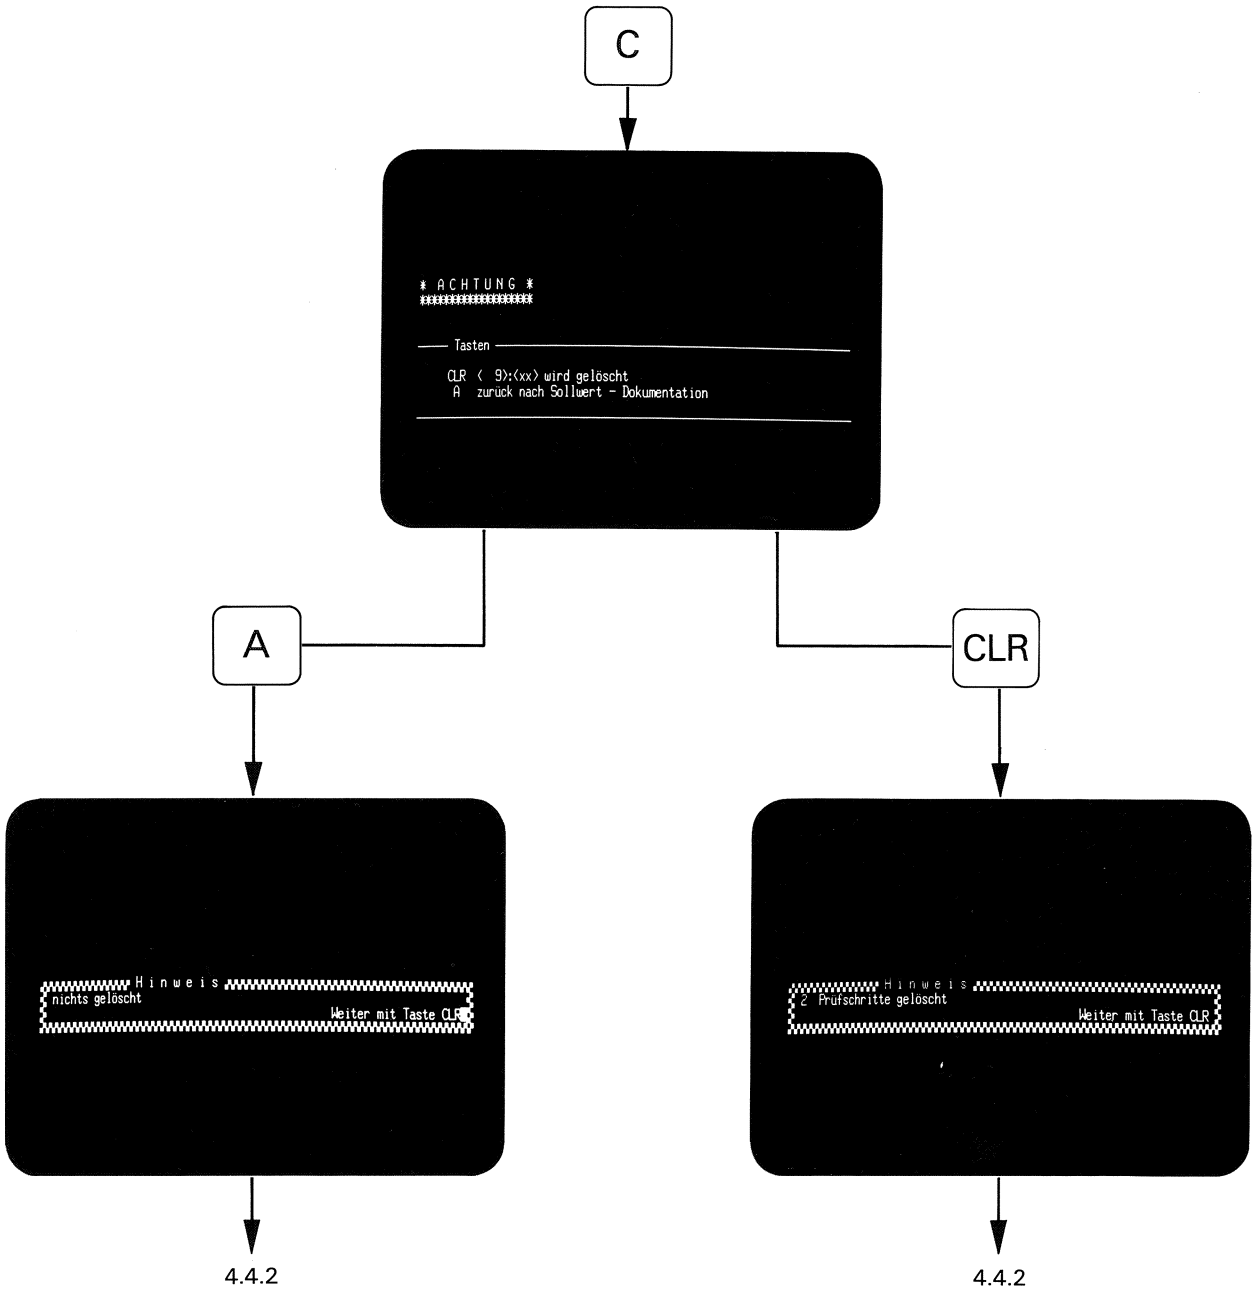 C
* ACHTUNG *
******************
Tasten
CLR < 9>:<xx> wird gelöscht
A zurück nach Sollwert - Dokumentation
A
CLR
Hinweis
nichts gelöscht
Weiter mit Taste CLR
Hinweis
2 Prüfschritte gelöscht
Weiter mit Taste CLR
4.4.2
4.4.2